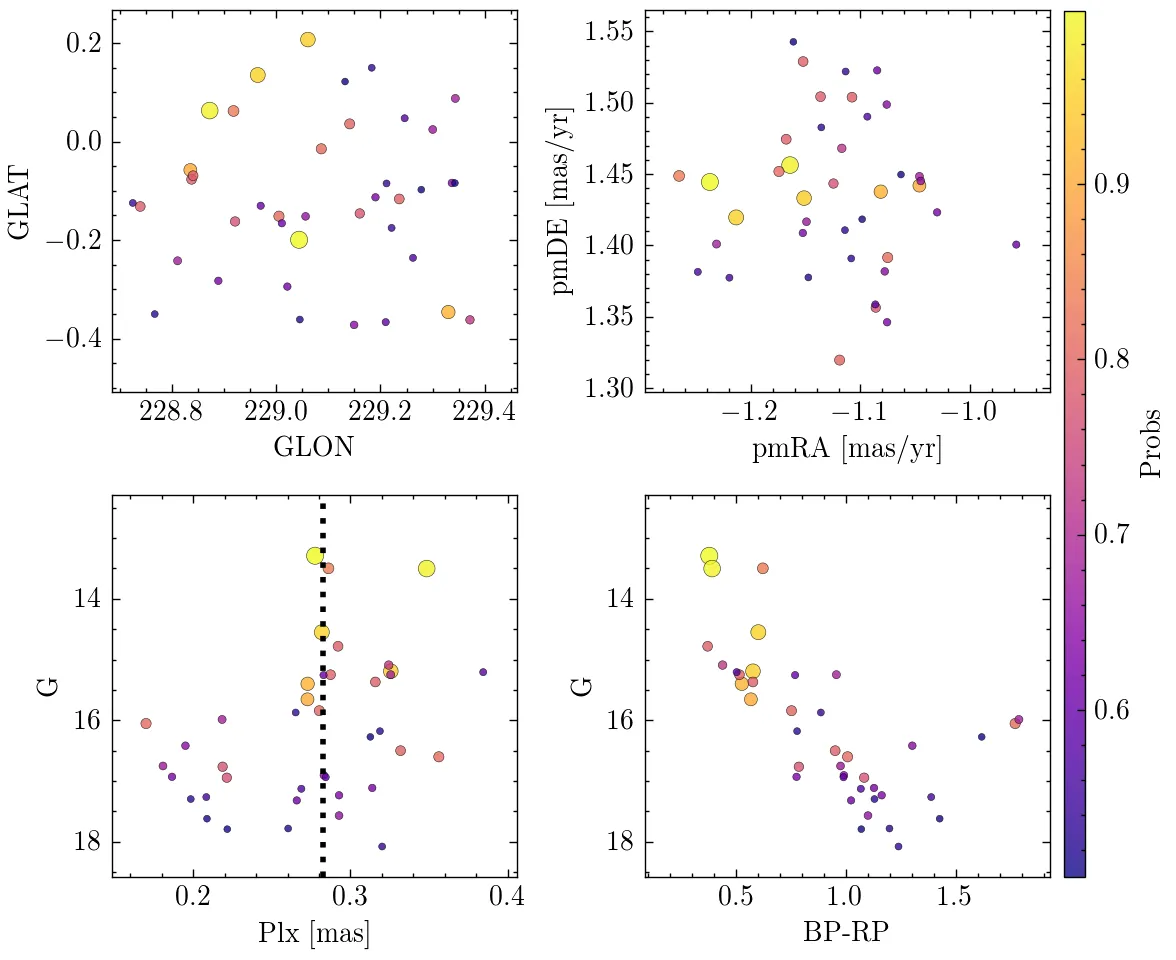 0.2
0.0
−0.2
−0.4
GLAT
228.8 229.0 229.2 229.4
GLON
1.55
1.50
1.45
1.40
1.35
1.30
pmDE [mas/yr]
−1.2 −1.1 −1.0
pmRA [mas/yr]
14
16
18
G
0.2 0.3 0.4
Plx [mas]
14
16
18
G
0.5 1.0 1.5
BP-RP
0.9
0.8
0.7
0.6
Probs